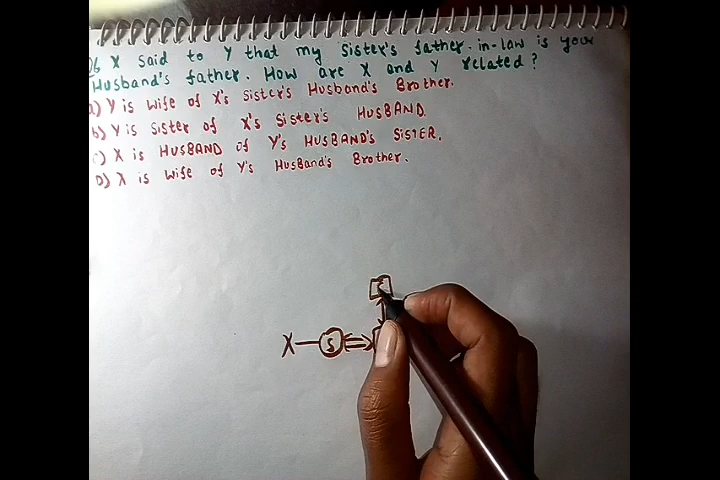 Q6 X Said to Y that my Sister's father-in-law is your
Husband's father. How are X and Y related?
a) Y is Wife of X's Sister's Husband's Brother.
b) Y is Sister of X's Sister's HUSBAND.
c) X is HUSBAND of Y's HUSBAND'S SISTER.
D) X is Wife of Y's Husband's Brother.
X S